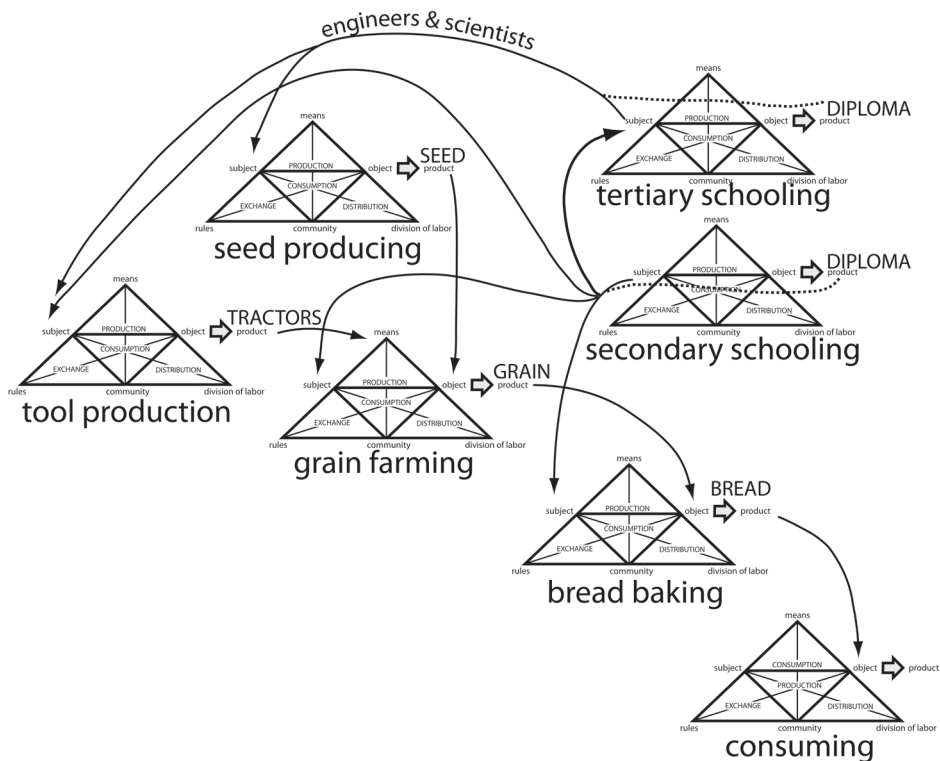 engineers & scientists
means
subject
PRODUCTION
object
product
DIPLOMA
CONSUMPTION
EXCHANGE
DISTRIBUTION
rules
community
division of labor
tertiary schooling
means
subject
PRODUCTION
object
product
SEED
CONSUMPTION
EXCHANGE
DISTRIBUTION
rules
community
division of labor
seed producing
means
subject
PRODUCTION
object
product
DIPLOMA
CONSUMPTION
EXCHANGE
DISTRIBUTION
rules
community
division of labor
secondary schooling
means
subject
PRODUCTION
object
product
TRACTORS
CONSUMPTION
EXCHANGE
DISTRIBUTION
rules
community
division of labor
tool production
means
subject
PRODUCTION
object
product
GRAIN
CONSUMPTION
EXCHANGE
DISTRIBUTION
rules
community
division of labor
grain farming
means
subject
PRODUCTION
object
product
BREAD
CONSUMPTION
EXCHANGE
DISTRIBUTION
rules
community
division of labor
bread baking
means
subject
CONSUMPTION
object
product
PRODUCTION
EXCHANGE
DISTRIBUTION
rules
community
division of labor
consuming